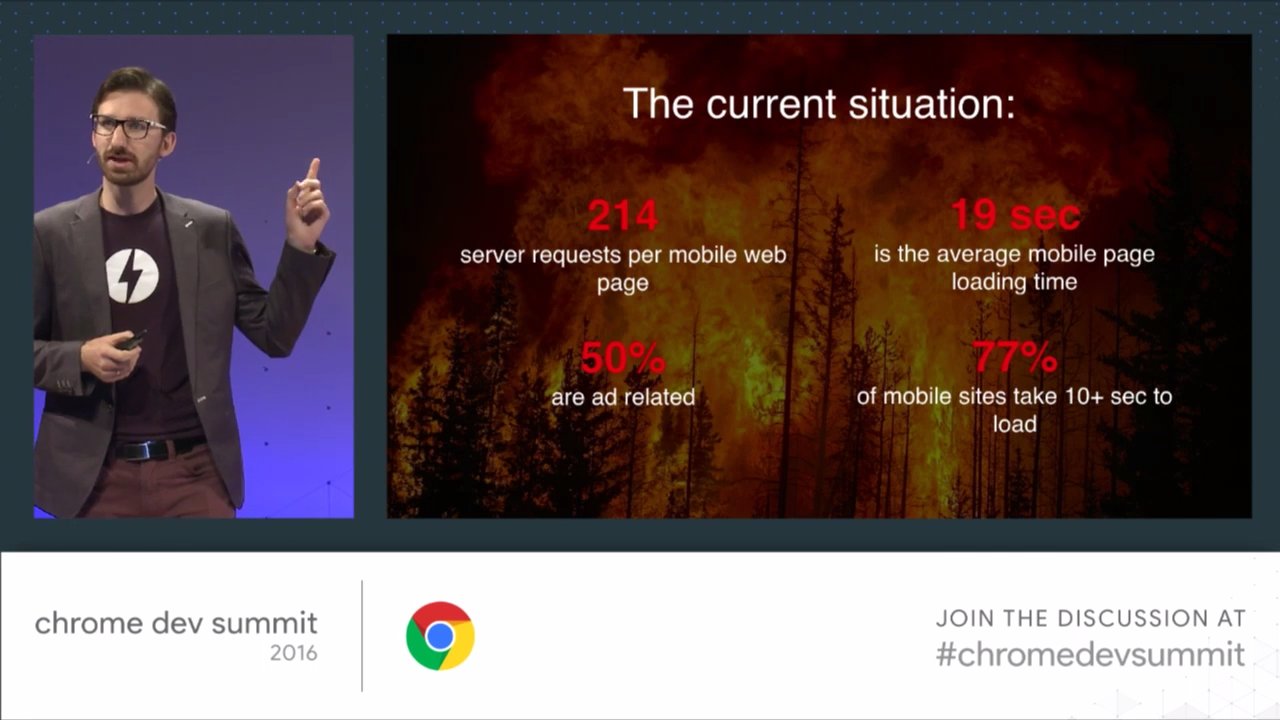 The current situation:
214
server requests per mobile web
page
19 sec
is the average mobile page
loading time
50%
are ad related
77%
of mobile sites take 10+ sec to
load
chrome dev summit
2016
JOIN THE DISCUSSION AT
#chromedevsummit